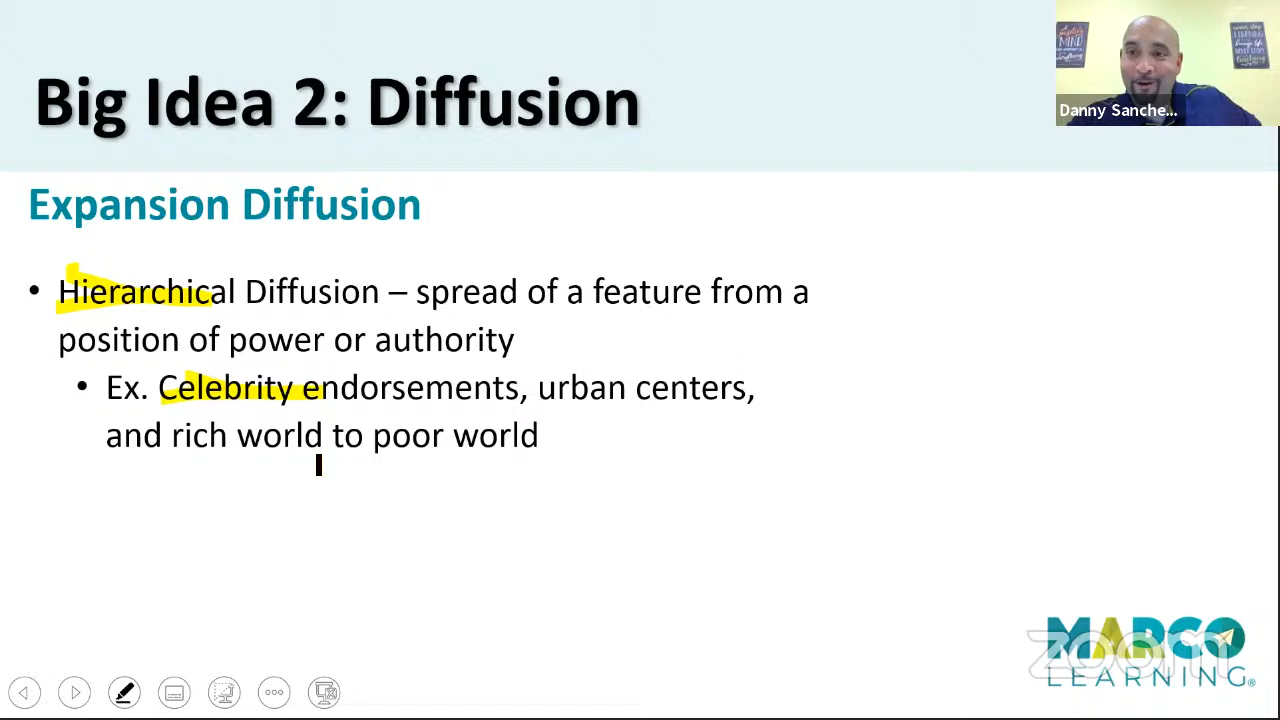 Big Idea 2: Diffusion
Danny Sanche...
Expansion Diffusion
• Hierarchical Diffusion – spread of a feature from a
position of power or authority
• Ex. Celebrity endorsements, urban centers,
and rich world to poor world
MARCO
zoom
LEARNING®